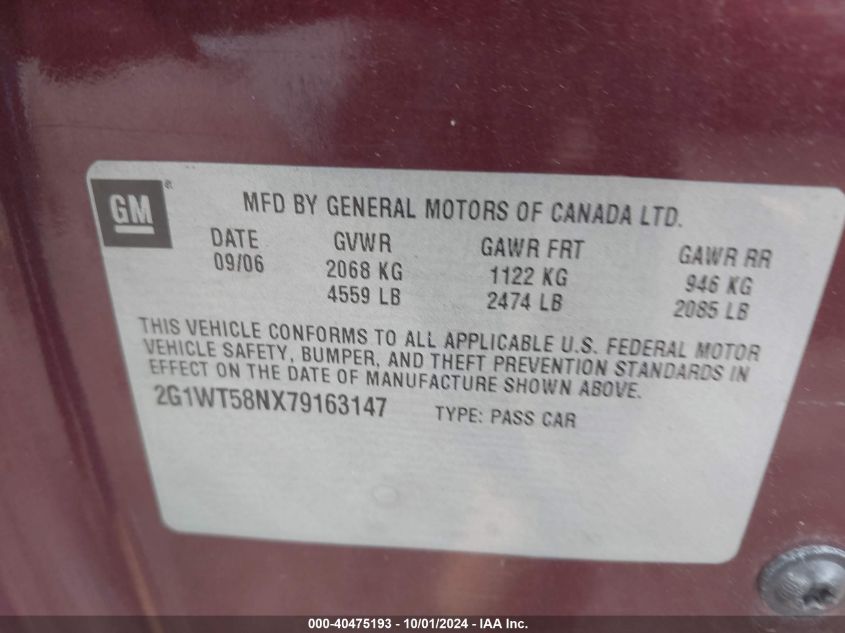 GM®
MFD BY GENERAL MOTORS OF CANADA LTD.
DATE GVWR GAWR FRT GAWR RR
09/06 2068 KG 1122 KG 946 KG
4559 LB 2474 LB 2085 LB
THIS VEHICLE CONFORMS TO ALL APPLICABLE U.S. FEDERAL MOTOR
VEHICLE SAFETY, BUMPER, AND THEFT PREVENTION STANDARDS IN
EFFECT ON THE DATE OF MANUFACTURE SHOWN ABOVE.
2G1WT58NX79163147 TYPE: PASS CAR
000-40475193 - 10/01/2024 - IAA Inc.